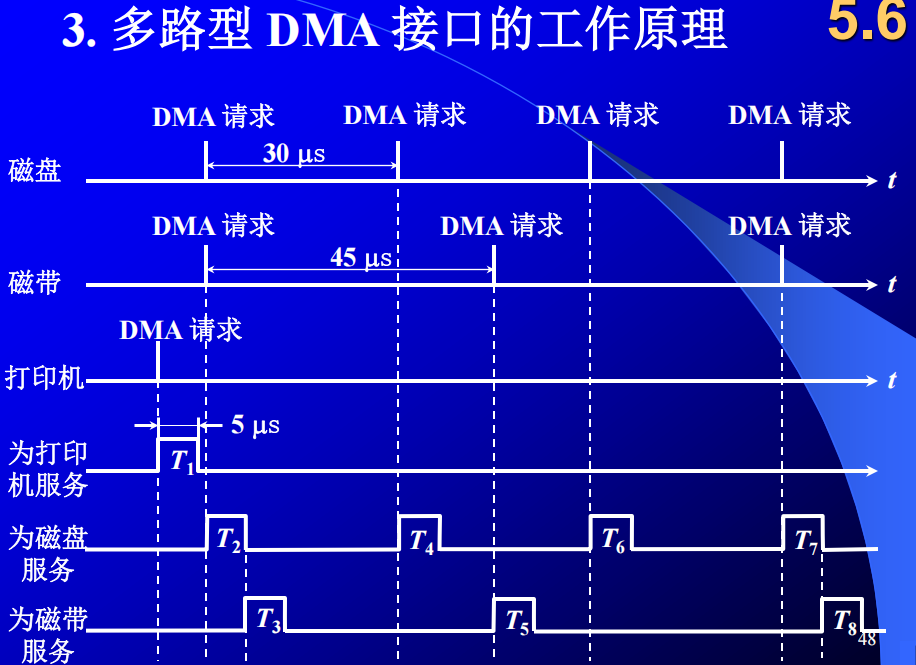 3. 多路型 DMA 接口的工作原理
5.6
DMA 请求 DMA 请求 DMA 请求 DMA 请求
30 μs
磁盘
t
DMA 请求 DMA 请求 DMA 请求
45 μs
磁带
t
DMA 请求
打印机
t
5 μs
为打印
机服务
T1
为磁盘
服务
T2 T4 T6 T7
为磁带
服务
T3 T5 T8
48